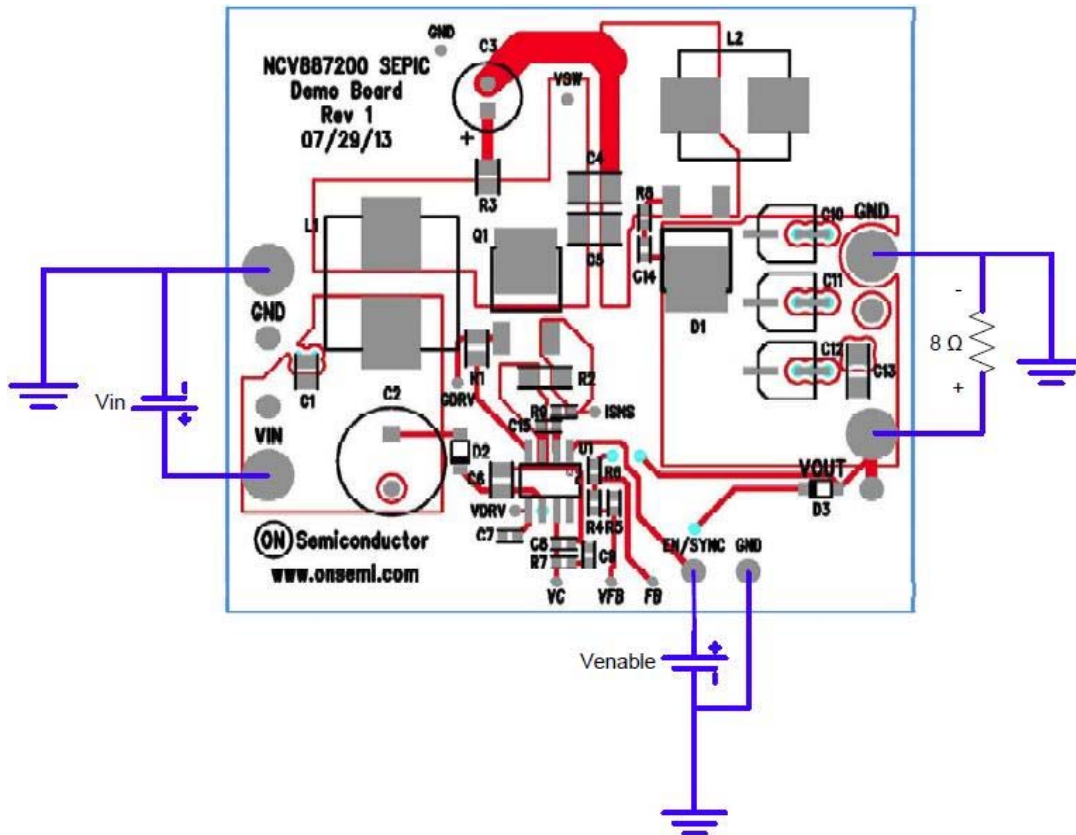 GND
C3
L2
NCV887200 SEPIC
Demo Board
Rev 1
07/29/13
VSW
+
C4
R3
R8
C10
GND
L1
Q1
C5
C14
C11
-
8 Ω
+
GND
D1
C12
C13
C1
R2
GDRV
C2
R9
ISNS
Vin
-
+
VIN
C15
U1
D2
R6
VOUT
C6
D3
VDRV
R4
R5
ON Semiconductor
C7
C8
C9
EN/SYNC
GND
R7
www.onsemi.com
VC
VFB
FB
Venable
+
-